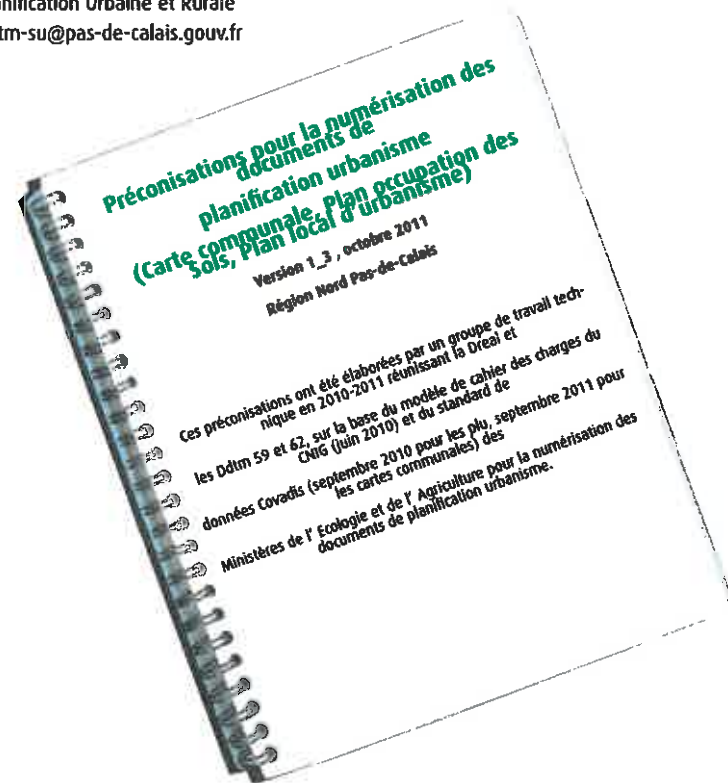 anification Urbaine et Rurale
tm-su@pas-de-calais.gouv.fr
Préconisations pour la numérisation des
documents de
planification urbanisme
(Carte communale, Plan occupation des
Sols, Plan local d'urbanisme)
Version 1_3 , octobre 2011
Région Nord Pas-de-Calais
Ces préconisations ont été élaborées par un groupe de travail tech-
nique en 2010-2011 réunissant la Dreal et
les Ddtm 59 et 62, sur la base du modèle de cahier des charges du
CNIG (juin 2010) et du standard de
données Covadis (septembre 2010 pour les plu, septembre 2011 pour
les cartes communales) des
Ministères de l' Ecologie et de l' Agriculture pour la numérisation des
documents de planification urbanisme.